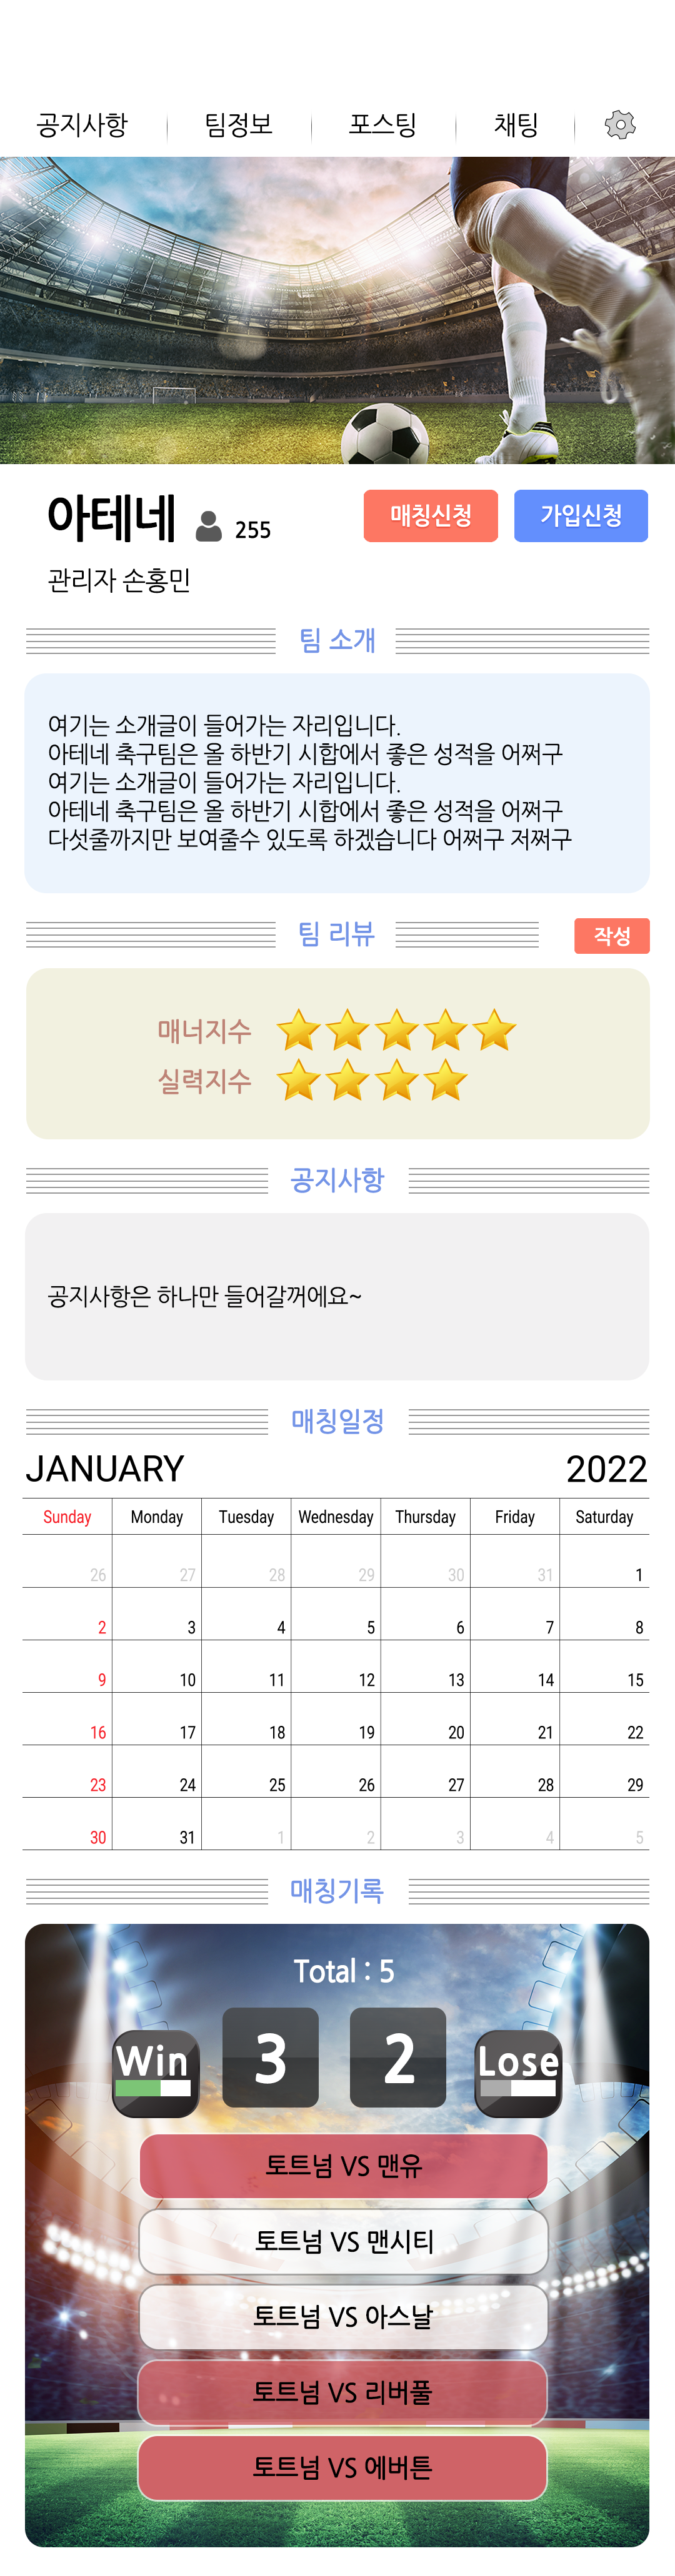 공지사항 팀정보 포스팅 채팅
아테네 255 매칭신청 가입신청
관리자 손홍민
팀 소개
여기는 소개글이 들어가는 자리입니다.
아테네 축구팀은 올 하반기 시합에서 좋은 성적을 어쩌구
여기는 소개글이 들어가는 자리입니다.
아테네 축구팀은 올 하반기 시합에서 좋은 성적을 어쩌구
다섯줄까지만 보여줄수 있도록 하겠습니다 어쩌구 저쩌구
팀 리뷰 작성
매너지수
실력지수
공지사항
공지사항은 하나만 들어갈꺼에요~
매칭일정
JANUARY 2022
Sunday Monday Tuesday Wednesday Thursday Friday Saturday
26 27 28 29 30 31 1
2 3 4 5 6 7 8
9 10 11 12 13 14 15
16 17 18 19 20 21 22
23 24 25 26 27 28 29
30 31 1 2 3 4 5
매칭기록
Total : 5
Win 3 2 Lose
토트넘 VS 맨유
토트넘 VS 맨시티
토트넘 VS 아스날
토트넘 VS 리버풀
토트넘 VS 에버튼